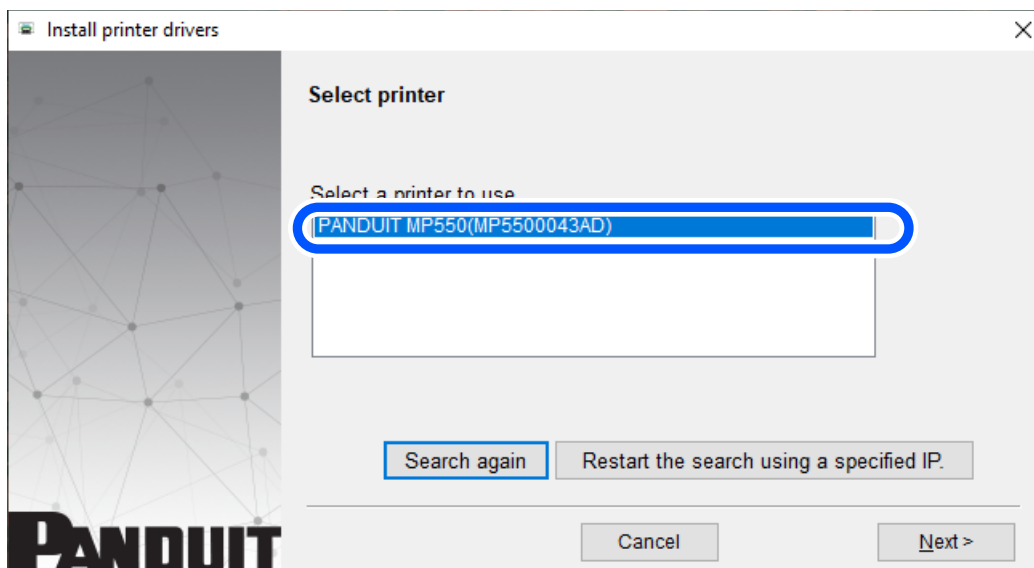 Install printer drivers
Select printer
Select a printer to use
PANDUIT MP550(MP5500043AD)
Search again
Restart the search using a specified IP.
PANDUIT
Cancel
Next >